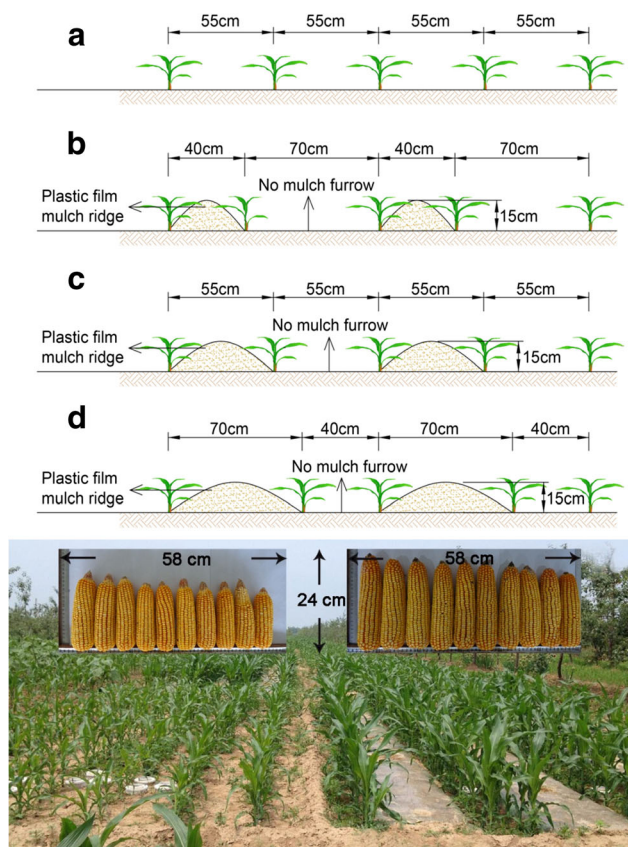 a
55cm 55cm 55cm 55cm
b
40cm 70cm 40cm 70cm
No mulch furrow
Plastic film
mulch ridge
15cm
c
55cm 55cm 55cm 55cm
No mulch furrow
Plastic film
mulch ridge
15cm
d
70cm 40cm 70cm 40cm
No mulch furrow
Plastic film
mulch ridge
15cm
58 cm
58 cm
24 cm